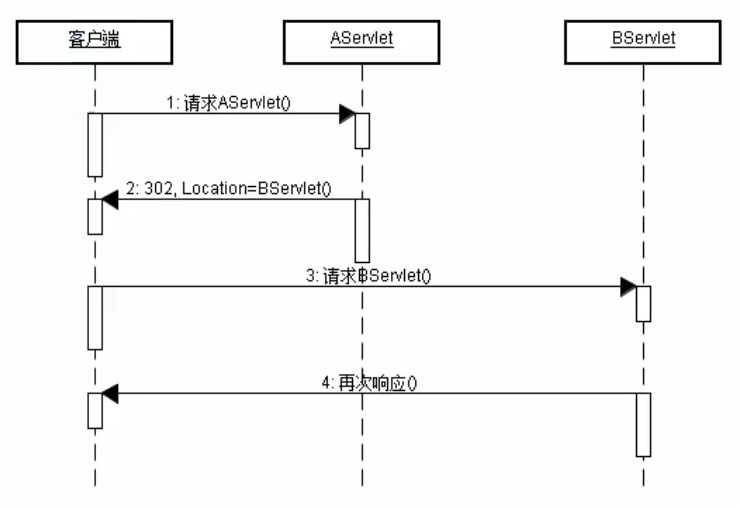 客户端
AServlet
BServlet
1: 请求AServlet()
2: 302, Location=BServlet()
3: 请求BServlet()
4: 再次响应()